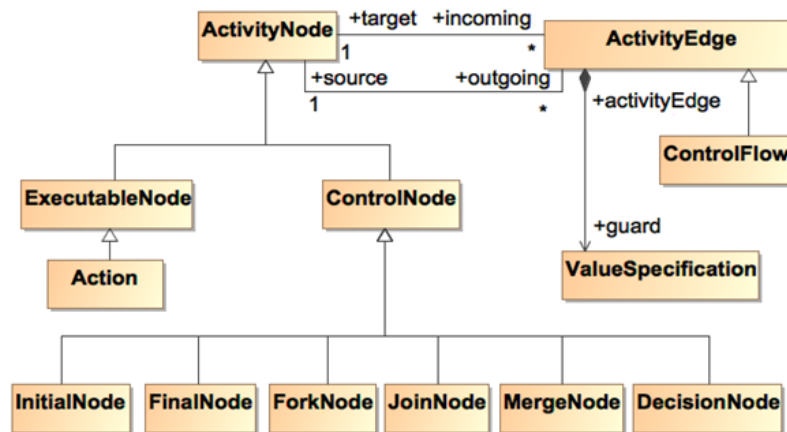 ActivityNode
+target
+incoming
1
*
ActivityEdge
+source
+outgoing
1
*
+activityEdge
ControlFlow
ExecutableNode
ControlNode
+guard
Action
ValueSpecification
InitialNode
FinalNode
ForkNode
JoinNode
MergeNode
DecisionNode